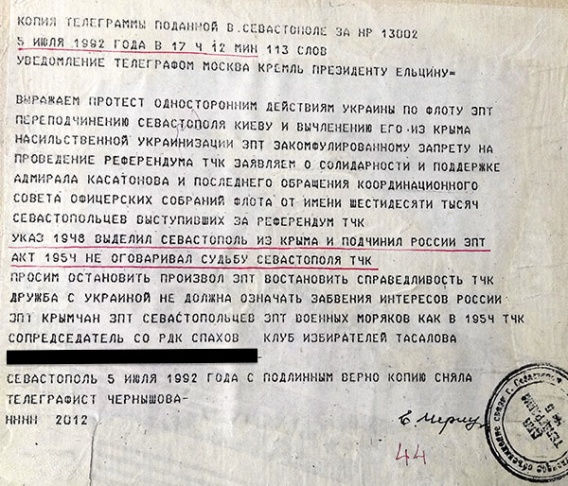 КОПИЯ ТЕЛЕГРАММЫ ПОДАННОЙ В.СЕВАСТОПОЛЕ ЗА НР 13002
5 ИЮЛЯ 1992 ГОДА В 17 Ч 12 МИН 113 СЛОВ
УВЕДОМЛЕНИЕ ТЕЛЕГРАФОМ МОСКВА КРЕМЛЬ ПРЕЗИДЕНТУ ЕЛЬЦИНУ=
ВЫРАЖАЕМ ПРОТЕСТ ОДНОСТОРОННИМ ДЕЙСТВИЯМ УКРАИНЫ ПО ФЛОТУ ЗПТ
ПЕРЕПОДЧИНЕНИЮ СЕВАСТОПОЛЯ КИЕВУ И ВЫЧЛЕНЕНИЮ ЕГО ИЗ КРЫМА
НАСИЛЬСТВЕННОЙ УКРАИНИЗАЦИИ ЗПТ ЗАКОМФУЛИРОВАННОМУ ЗАПРЕТУ НА
ПРОВЕДЕНИЕ РЕФЕРЕНДУМА ТЧК ЗАЯВЛЯЕМ О СОЛИДАРНОСТИ И ПОДДЕРЖКЕ
АДМИРАЛА КАСАТОНОВА И ПОСЛЕДНЕГО ОБРАЩЕНИЯ КООРДИНАЦИОННОГО
СОВЕТА ОФИЦЕРСКИХ СОБРАНИЙ ФЛОТА ОТ ИМЕНИ ШЕСТИДЕСЯТИ ТЫСЯЧ
СЕВАСТОПОЛЬЦЕВ ВЫСТУПИВШИХ ЗА РЕФЕРЕНДУМ ТЧК
УКАЗ 1948 ВЫДЕЛИЛ СЕВАСТОПОЛЬ ИЗ КРЫМА И ПОДЧИНИЛ РОССИИ ЗПТ
АКТ 1954 НЕ ОГОВАРИВАЛ СУДЬБУ СЕВАСТОПОЛЯ ТЧК
ПРОСИМ ОСТАНОВИТЬ ПРОИЗВОЛ ЗПТ ВОСТАНОВИТЬ СПРАВЕДЛИВОСТЬ ТЧК
ДРУЖБА С УКРАИНОЙ НЕ ДОЛЖНА ОЗНАЧАТЬ ЗАБВЕНИЯ ИНТЕРЕСОВ РОССИИ
ЗПТ КРЫМЧАН ЗПТ СЕВАСТОПОЛЬЦЕВ ЗПТ ВОЕННЫХ МОРЯКОВ КАК В 1954 ТЧК
СОПРЕДСЕДАТЕЛЬ СО РДК СПАХОВ КЛУБ ИЗБИРАТЕЛЕЙ ТАСАЛОВА
СЕВАСТОПОЛЬ 5 ИЮЛЯ 1992 ГОДА С ПОДЛИННЫМ ВЕРНО КОПИЮ СНЯЛА
ТЕЛЕГРАФИСТ ЧЕРНЫШОВА-
НННН 2012
44